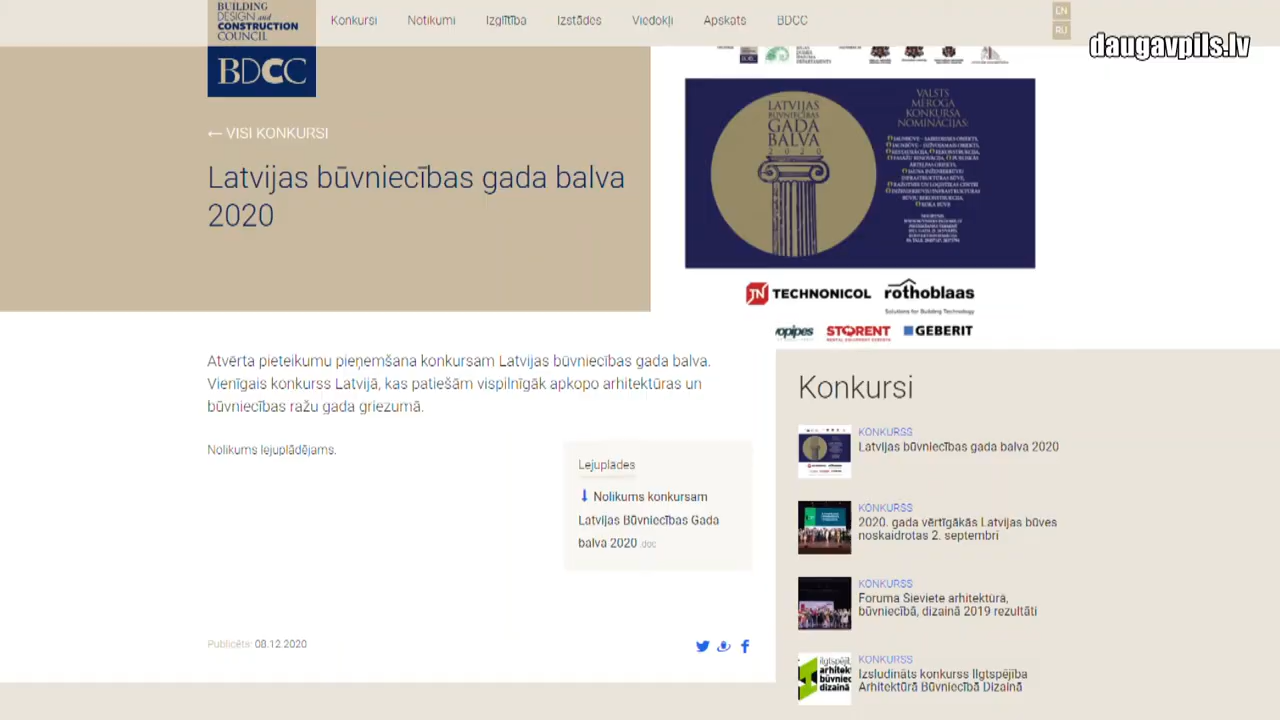 BUILDING
DESIGN and
CONSTRUCTION
COUNCIL
BDCC
Konkursi
Notikumi
Izglītība
Izstādes
Viedokļi
Apskats
BDCC
EN
RU
daugavpils.lv
← VISI KONKURSI
Latvijas būvniecības gada balva
2020
LATVIJAS
BŪVNIECĪBAS
GADA
BALVA
2020
VALSTS
MĒROGA
KONKURSA
NOMINĀCIJAS:
TECHNONICOL
rothoblaas
Solutions for Building Technology
STORENT
RENTAL EQUIPMENT EXPERTS
GEBERIT
Atvērta pieteikumu pieņemšana konkursam Latvijas būvniecības gada balva.
Vienīgais konkurss Latvijā, kas patiešām vispilnīgāk apkopo arhitektūras un
būvniecības ražu gada griezumā.
Nolikums lejuplādējams.
Lejuplādes
Nolikums konkursam
Latvijas Būvniecības Gada
balva 2020 .doc
Publicēts: 08.12.2020
Konkursi
KONKURSS
Latvijas būvniecības gada balva 2020
KONKURSS
2020. gada vērtīgākās Latvijas būves
noskaidrotas 2. septembrī
KONKURSS
Foruma Sieviete arhitektūrā,
būvniecībā, dizainā 2019 rezultāti
KONKURSS
Izsludināts konkurss Ilgtspējība
Arhitektūrā Būvniecībā Dizainā